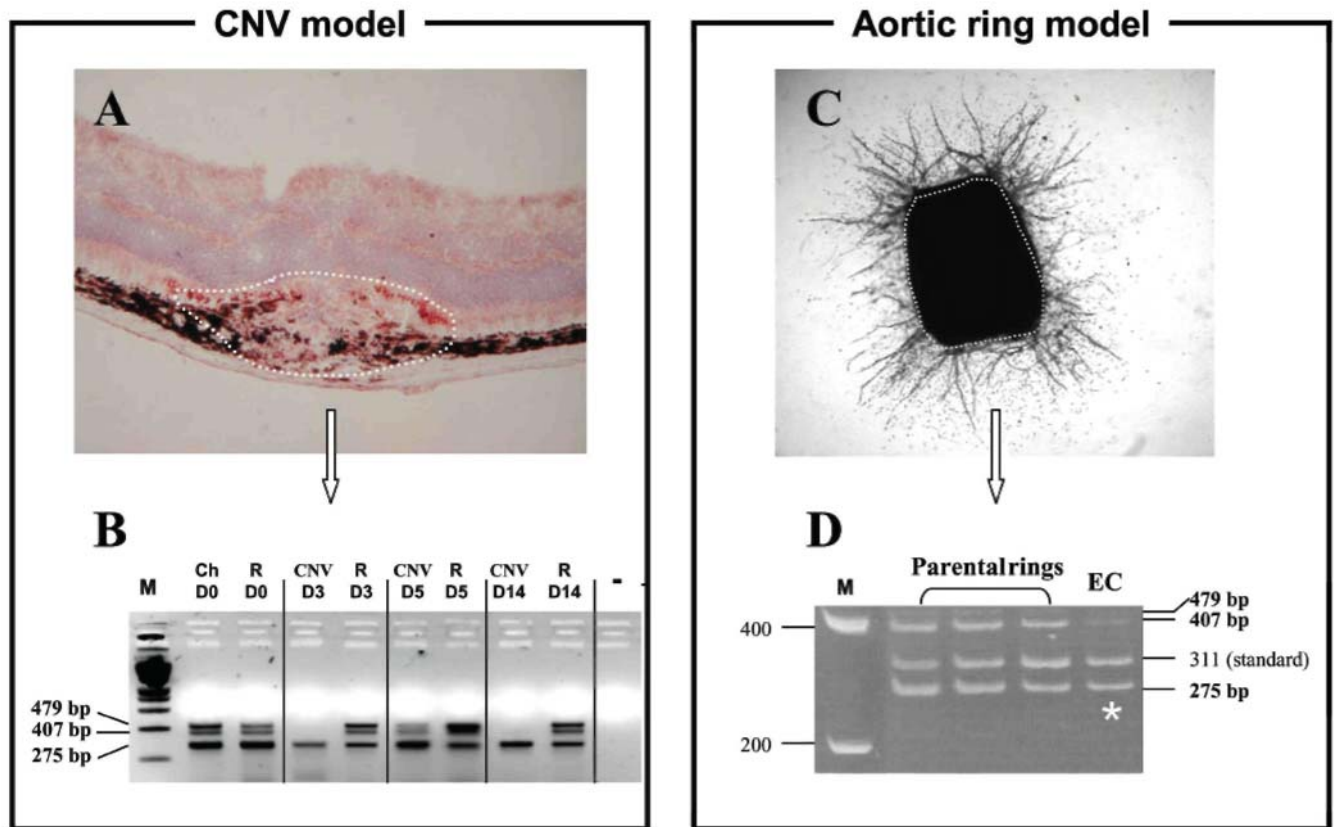 CNV model
A
B
M
Ch R CNV R CNV R CNV R - -
D0 D0 D3 D3 D5 D5 D14 D14
479 bp
407 bp
275 bp
Aortic ring model
C
D
Parentalrings
M
EC
400
200
479 bp
407 bp
311 (standard)
275 bp
*